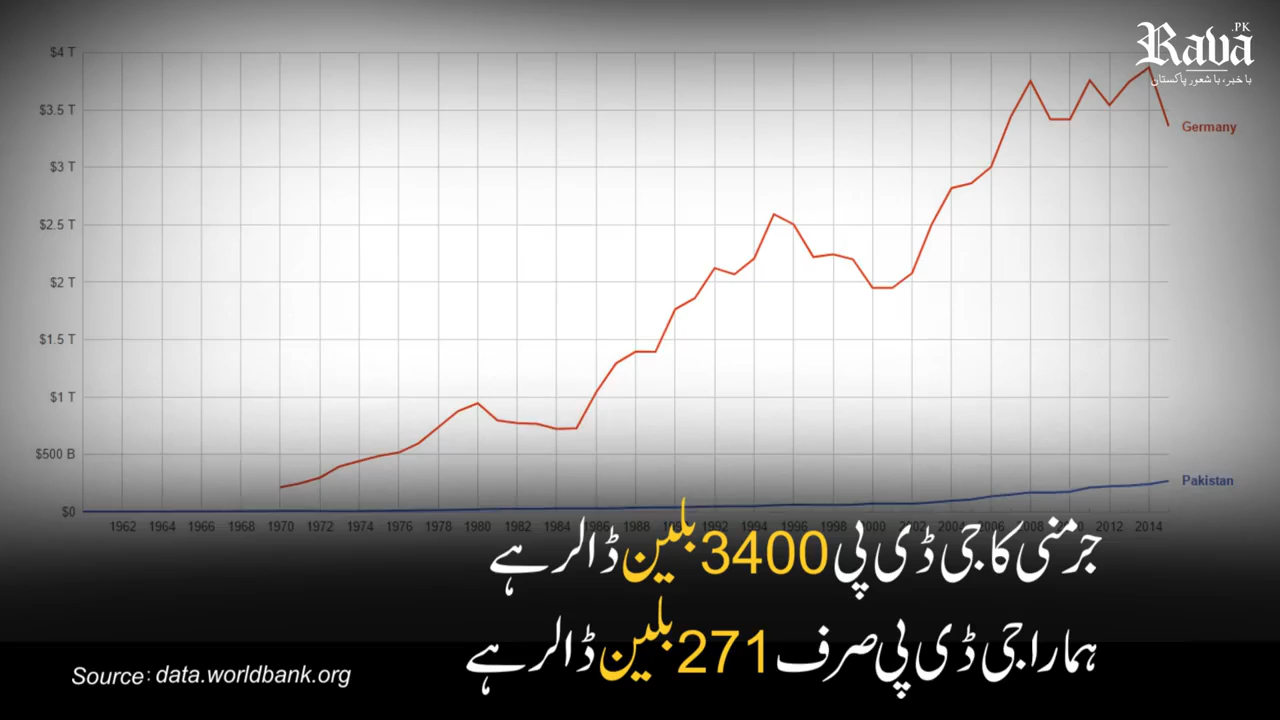 Rava.PK
با خبر، با شعور پاکستان
$4 T
$3.5 T
$3 T
$2.5 T
$2 T
$1.5 T
$1 T
$500 B
$0
Germany
Pakistan
1962 1964 1966 1968 1970 1972 1974 1976 1978 1980 1982 1984 1986 1988 1990 1992 1994 1996 1998 2000 2002 2004 2006 2008 2010 2012 2014
جرمنی کا جی ڈی پی 3400 بلین ڈالر ہے
ہمارا جی ڈی پی صرف 271 بلین ڈالر ہے
Source: data.worldbank.org